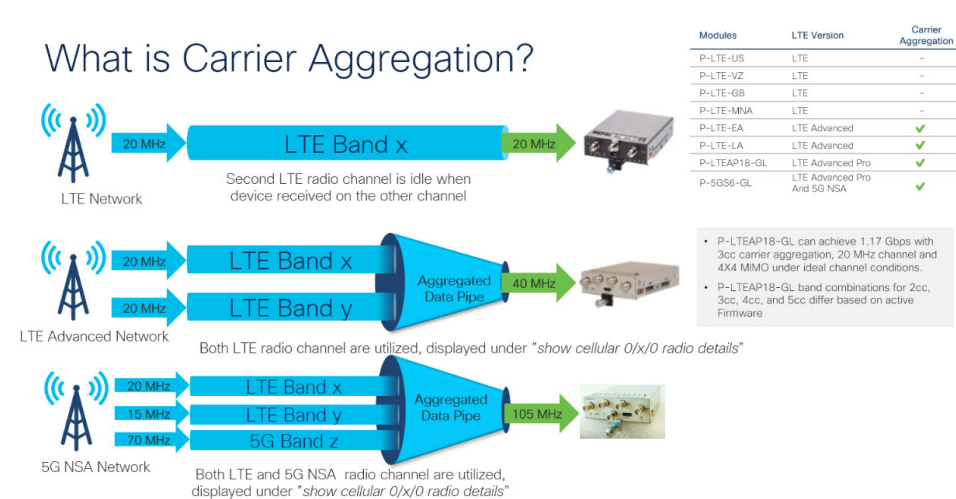 What is Carrier Aggregation?
Modules LTE Version Carrier Aggregation
P-LTE-US LTE -
P-LTE-VZ LTE -
P-LTE-GB LTE -
P-LTE-MNA LTE -
P-LTE-EA LTE Advanced ✔
P-LTE-LA LTE Advanced ✔
P-LTEAP18-GL LTE Advanced Pro ✔
P-5GS6-GL LTE Advanced Pro And 5G NSA ✔
20 MHz LTE Band x 20 MHz
LTE Network
Second LTE radio channel is idle when
device received on the other channel
20 MHz LTE Band x
Aggregated
Data Pipe
40 MHz
20 MHz LTE Band y
LTE Advanced Network
Both LTE radio channel are utilized, displayed under "show cellular 0/x/0 radio details"
• P-LTEAP18-GL can achieve 1.17 Gbps with
3cc carrier aggregation, 20 MHz channel and
4X4 MIMO under ideal channel conditions.
• P-LTEAP18-GL band combinations for 2cc,
3cc, 4cc, and 5cc differ based on active
Firmware
20 MHz LTE Band x
15 MHz LTE Band y
70 MHz 5G Band z
Aggregated
Data Pipe
105 MHz
5G NSA Network
Both LTE and 5G NSA radio channel are utilized,
displayed under "show cellular 0/x/0 radio details"